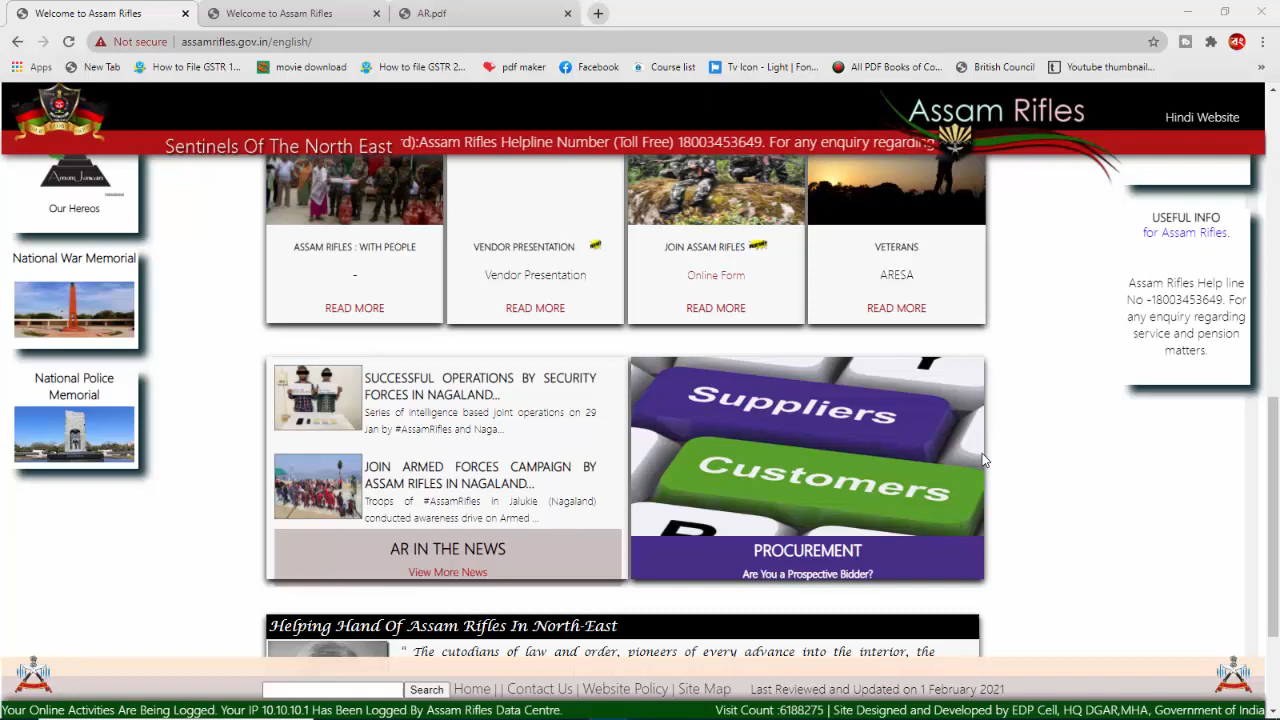 Welcome to Assam Rifles
Welcome to Assam Rifles
AR.pdf
Not secure
assamrifles.gov.in/english/
Apps
New Tab
How to File GSTR 1...
movie download
How to file GSTR 2...
pdf maker
Facebook
Course list
Tv Icon - Light | Fon...
All PDF Books of Co...
British Council
Youtube thumbnail...
Assam Rifles
Hindi Website
Sentinels Of The North East
d):Assam Rifles Helpline Number (Toll Free) 18003453649. For any enquiry regarding
Amar Jawan
Our Hereos
National War Memorial
National Police
Memorial
ASSAM RIFLES : WITH PEOPLE
-
READ MORE
VENDOR PRESENTATION
Vendor Presentation
READ MORE
JOIN ASSAM RIFLES
Online Form
READ MORE
VETERANS
ARESA
READ MORE
USEFUL INFO
for Assam Rifles.
Assam Rifles Help line
No -18003453649. For
any enquiry regarding
service and pension
matters.
SUCCESSFUL OPERATIONS BY SECURITY
FORCES IN NAGALAND...
Series of intelligence based joint operations on 29
Jan by #AssamRifles and Naga...
JOIN ARMED FORCES CAMPAIGN BY
ASSAM RIFLES IN NAGALAND...
Troops of #AssamRifles in Jalukie (Nagaland)
conducted awareness drive on Armed ...
AR IN THE NEWS
View More News
Suppliers
Customers
PROCUREMENT
Are You a Prospective Bidder?
Helping Hand Of Assam Rifles In North-East
“ The cutodians of law and order, pioneers of every advance into the interior, the
Search
Home | | Contact Us | Website Policy | Site Map
Last Reviewed and Updated on 1 February 2021
Your Online Activities Are Being Logged. Your IP 10.10.10.1 Has Been Logged By Assam Rifles Data Centre.
Visit Count :6188275 | Site Designed and Developed by EDP Cell, HQ DGAR,MHA, Government of India